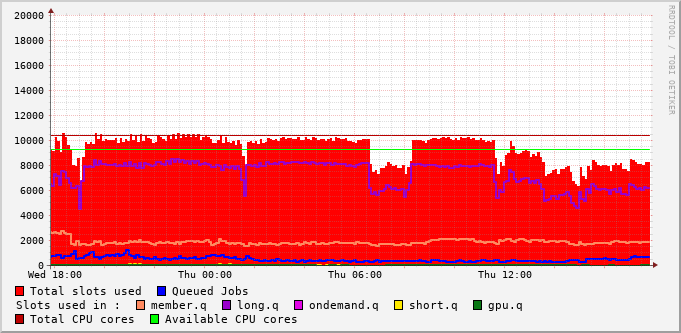 20000
18000
16000
14000
12000
10000
8000
6000
4000
2000
0
Wed 18:00 Thu 00:00 Thu 06:00 Thu 12:00
RRDTOOL / TOBI OETIKER
Total slots used Queued Jobs
Slots used in : member.q long.q ondemand.q short.q gpu.q
Total CPU cores Available CPU cores